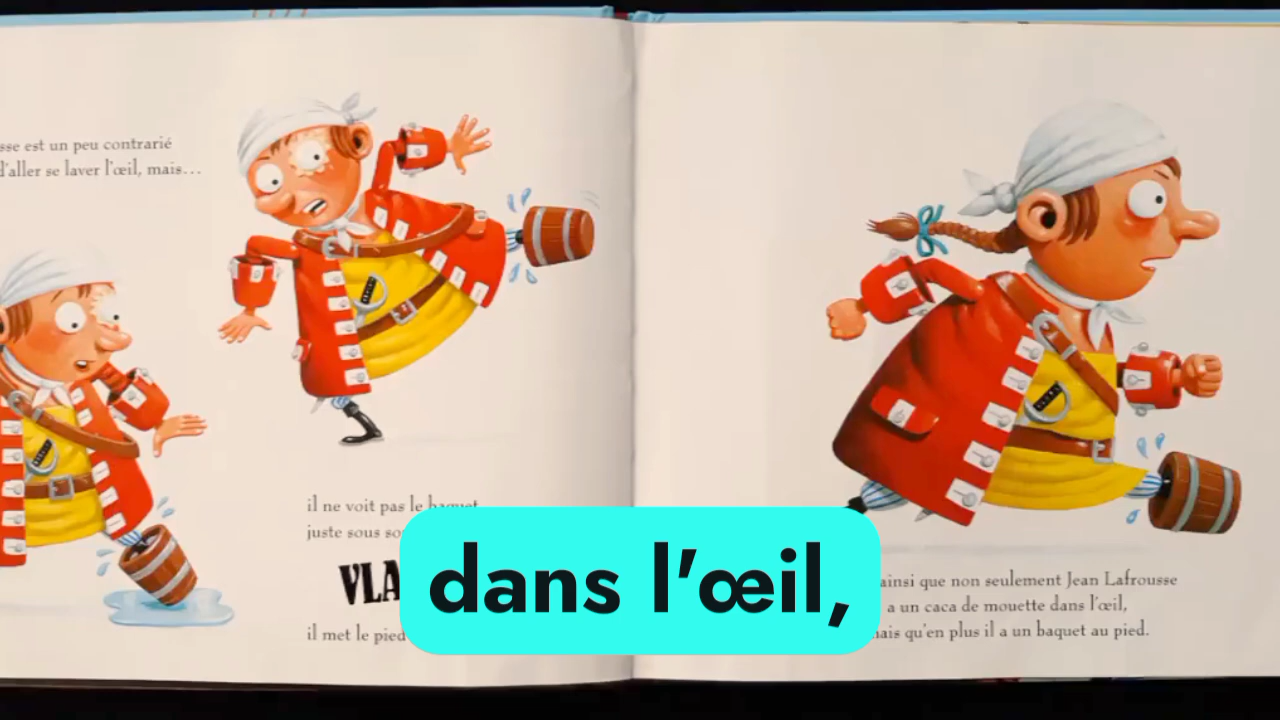 sse est un peu contrarié
d'aller se laver l'œil, mais...
il ne voit pas le baquet
juste sous
VLA
il met le pied
dans l'œil,
ainsi que non seulement Jean Lafrousse
a un caca de mouette dans l'œil,
mais qu'en plus il a un baquet au pied.